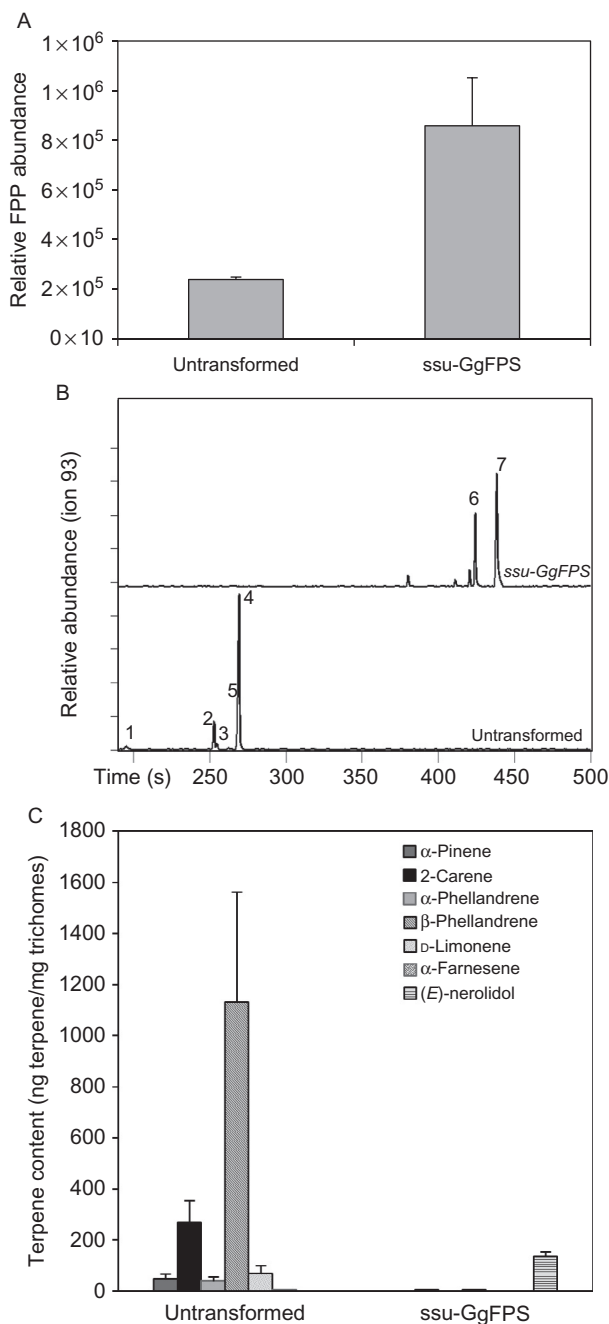 A
Relative FPP abundance
1×10⁶
1×10⁶
8×10⁵
6×10⁵
4×10⁵
2×10⁵
0×10
Untransformed ssu-GgFPS
B
Relative abundance (ion 93)
7
6
ssu-GgFPS
4
5
2
3
1
Untransformed
Time (s) 250 300 350 400 450 500
C
Terpene content (ng terpene/mg trichomes)
1800
1600
1400
1200
1000
800
600
400
200
0
α-Pinene
2-Carene
α-Phellandrene
β-Phellandrene
D-Limonene
α-Farnesene
(E)-nerolidol
Untransformed ssu-GgFPS